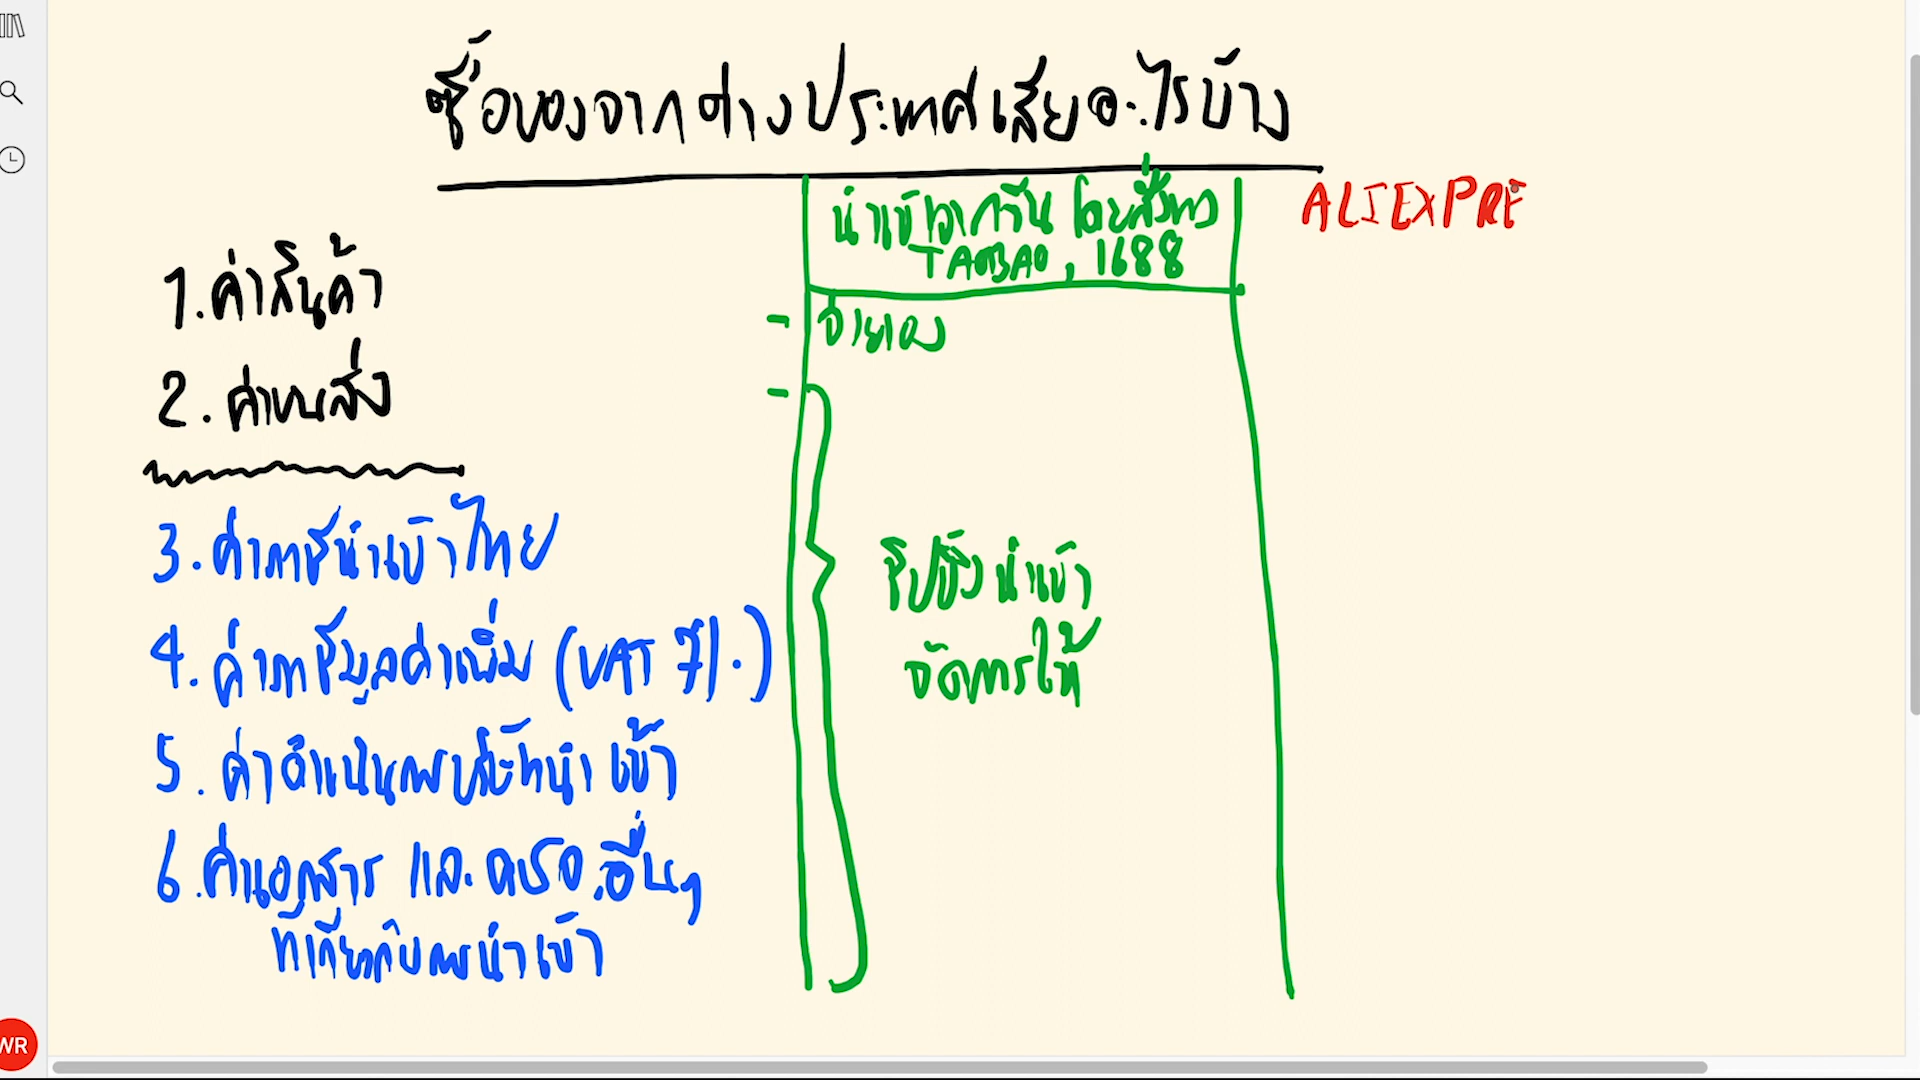 ซื้อของจากต่างประเทศเสียอะไรบ้าง
นำเข้าจากจีน โดยสั่งทาง
TAOBAO, 1688
ALIEXPRE
1. ค่าสินค้า
- จ่ายเอง
2. ค่าขนส่ง
-
3. ค่าภาษีนำเข้าไทย
ชิปปิ้งนำเข้า
จัดการให้
4. ค่าภาษีมูลค่าเพิ่ม (VAT 7%)
5. ค่าดำเนินการนำเข้า
6. ค่าเอกสาร และ อื่นๆ
ที่เกี่ยวกับการนำเข้า
WR